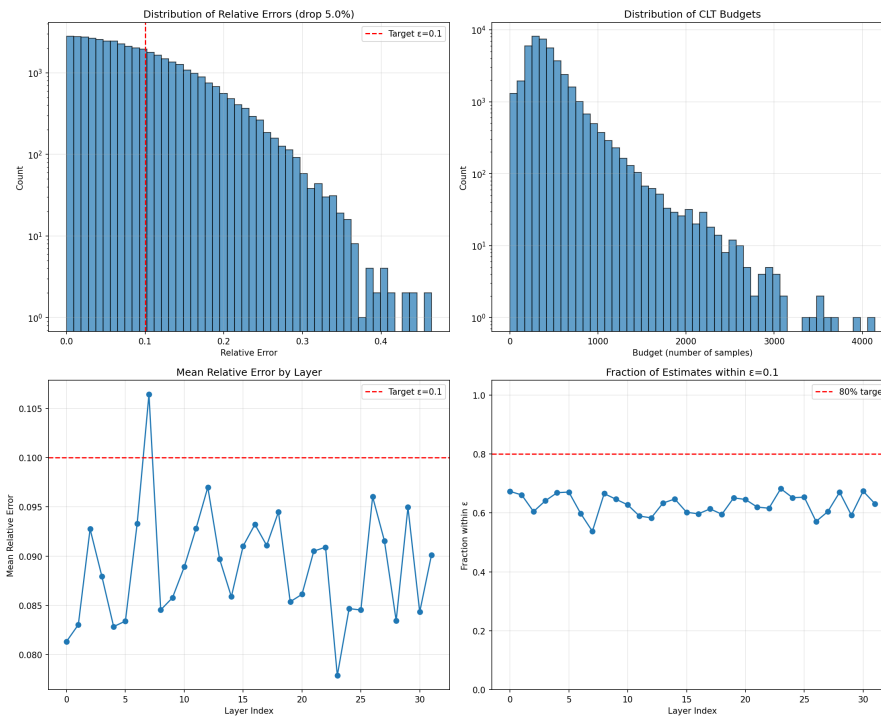 Distribution of Relative Errors (drop 5.0%)
Target ε=0.1
Count
10³
10²
10¹
10⁰
0.0 0.1 0.2 0.3 0.4
Relative Error
Distribution of CLT Budgets
Count
10⁴
10³
10²
10¹
10⁰
0 1000 2000 3000 4000
Budget (number of samples)
Mean Relative Error by Layer
Target ε=0.1
Mean Relative Error
0.105
0.100
0.095
0.090
0.085
0.080
0 5 10 15 20 25 30
Layer Index
Fraction of Estimates within ε=0.1
80% targe
Fraction within ε
1.0
0.8
0.6
0.4
0.2
0.0
0 5 10 15 20 25 30
Layer Index